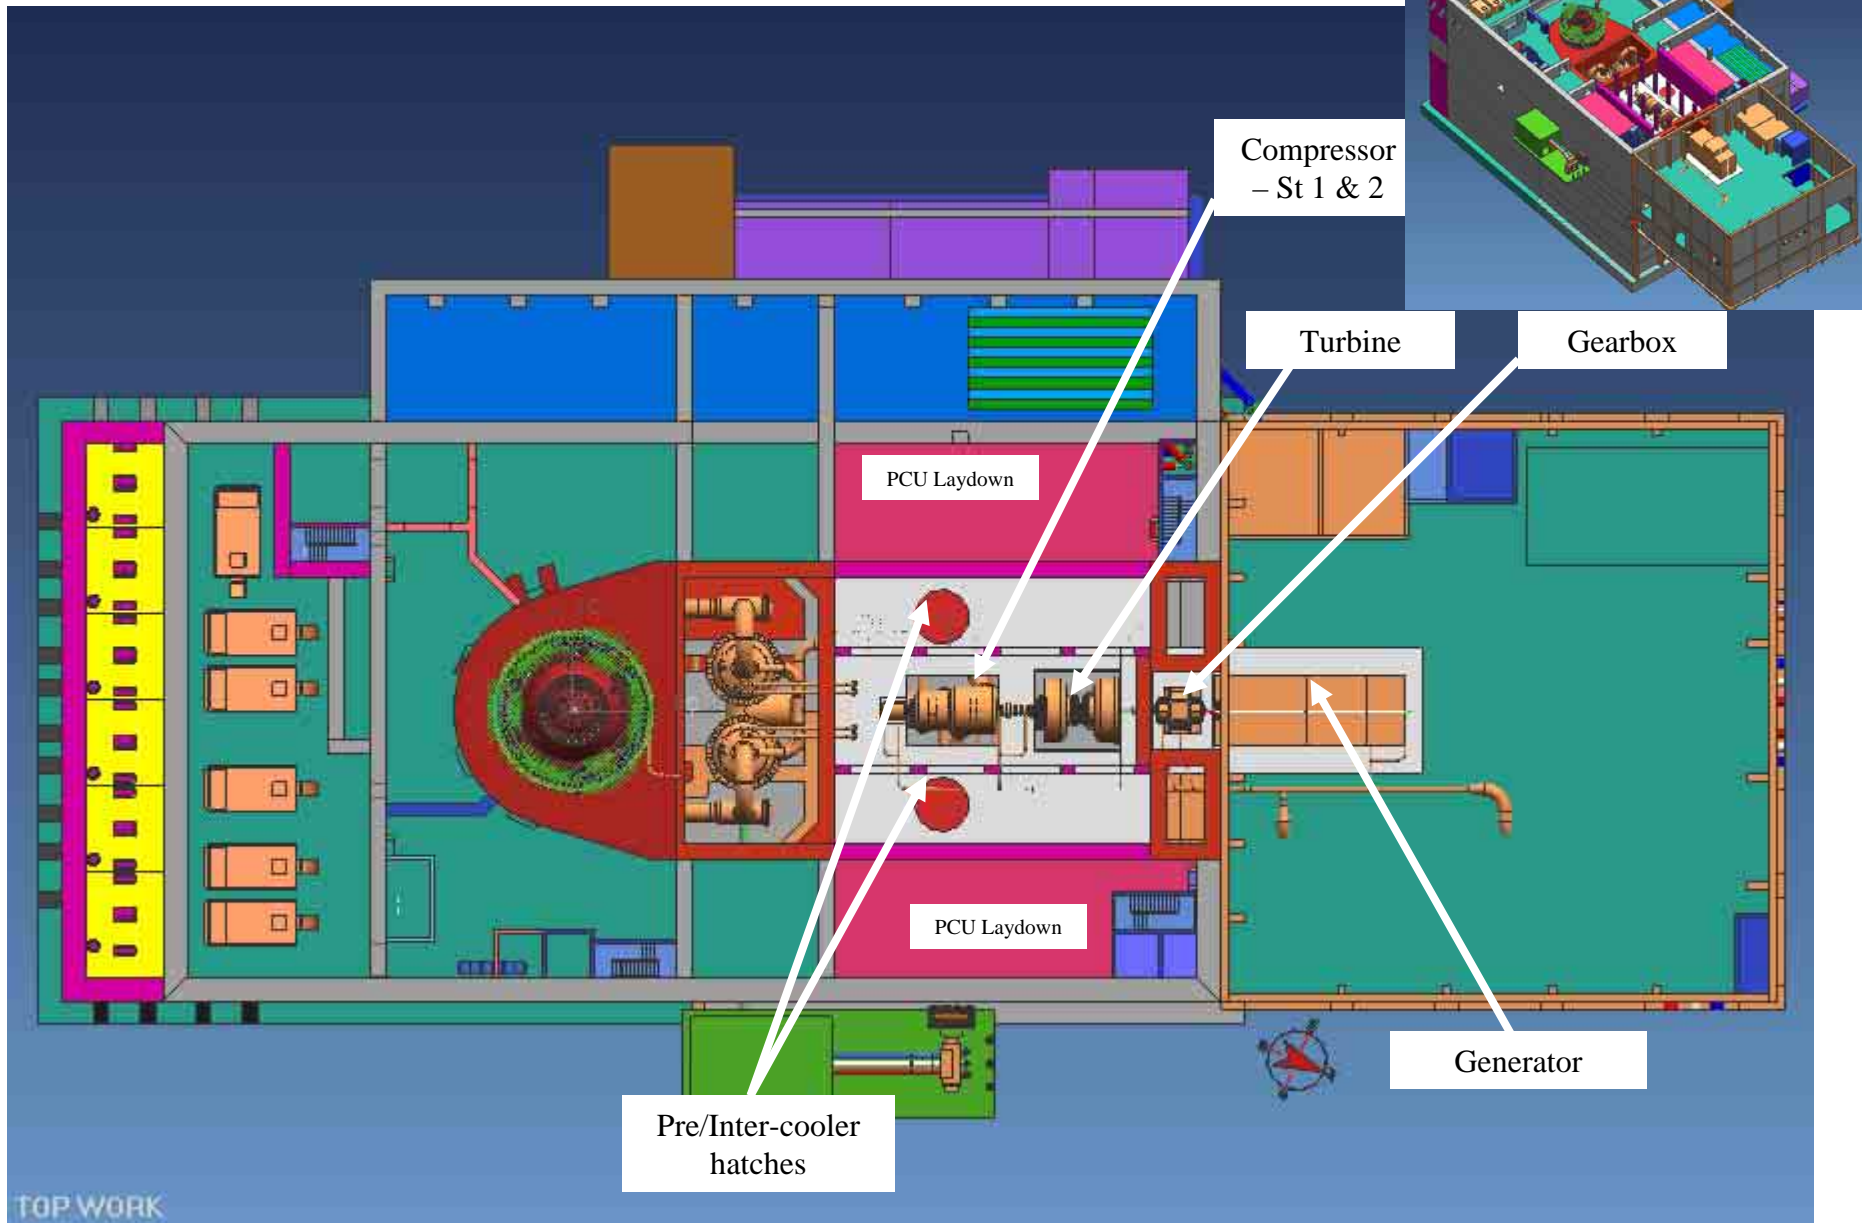 Compressor
– St 1 & 2
Turbine
Gearbox
PCU Laydown
PCU Laydown
Generator
Pre/Inter-cooler
hatches
TOP WORK